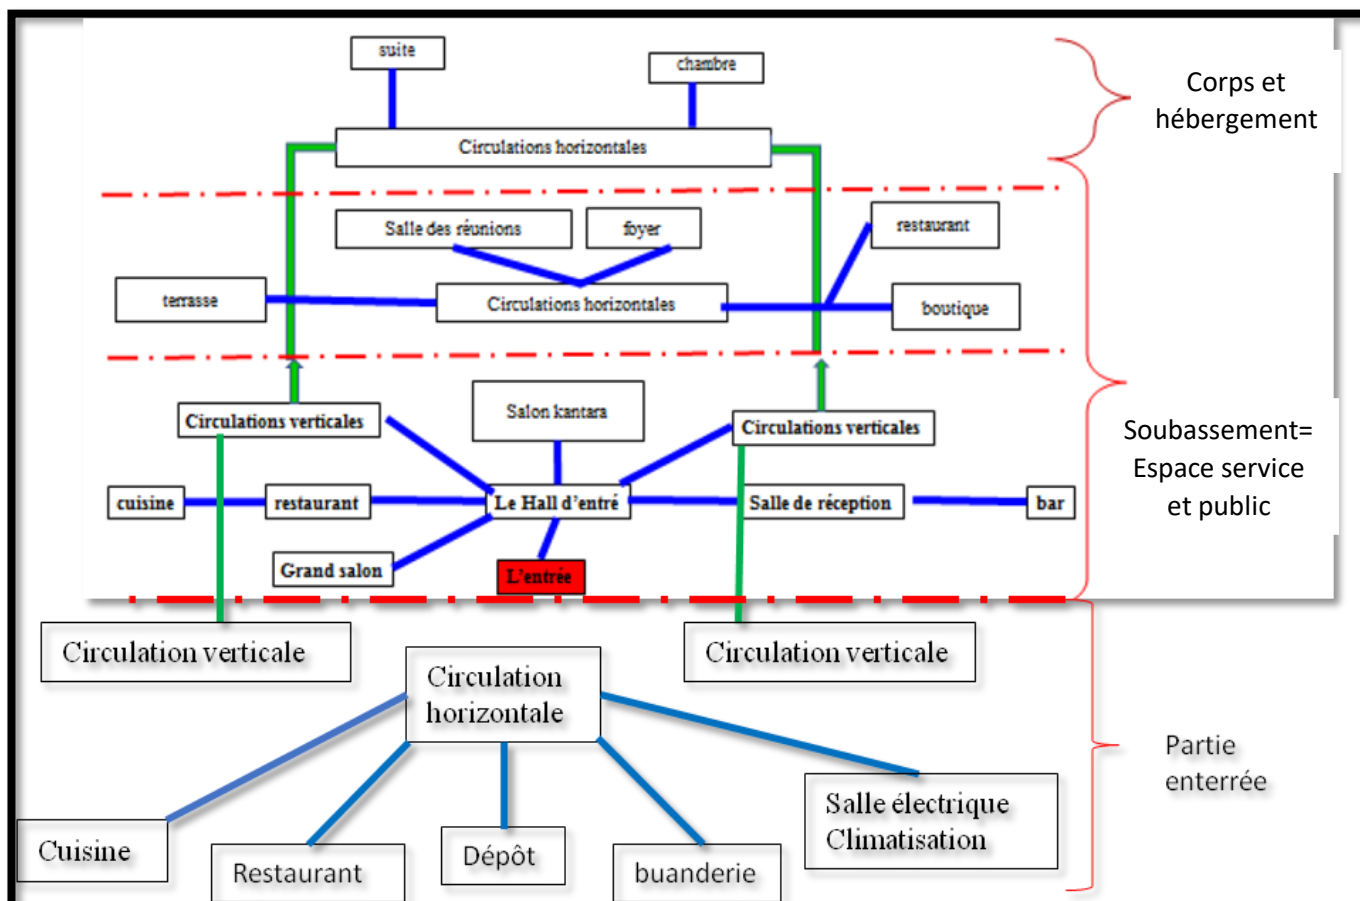 suite
chambre
Corps et
hébergement
Circulations horizontales
Salle des réunions
foyer
restaurant
terrasse
Circulations horizontales
boutique
Salon kantara
Circulations verticales
Circulations verticales
Soubassement=
Espace service
et public
cuisine
restaurant
Le Hall d'entré
Salle de réception
bar
Grand salon
L'entrée
Circulation verticale
Circulation verticale
Circulation
horizontale
Partie
enterrée
Salle électrique
Climatisation
Cuisine
Restaurant
Dépôt
buanderie